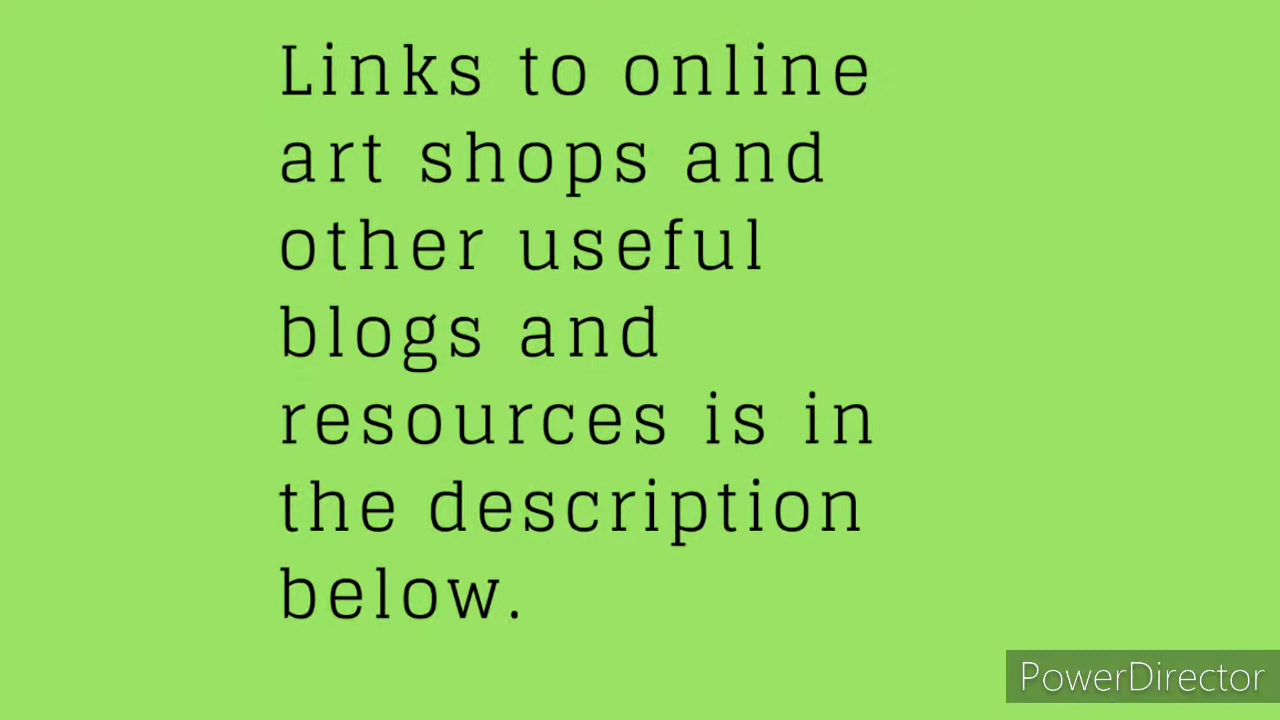 Links to online
art shops and
other useful
blogs and
resources is in
the description
below.
PowerDirector